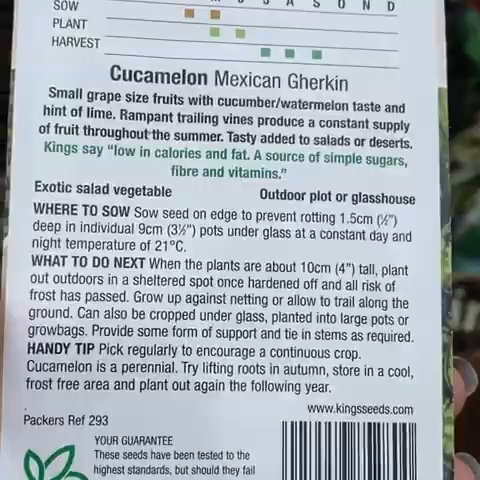 SOW
J A S O N D
PLANT
HARVEST
Cucamelon Mexican Gherkin
Small grape size fruits with cucumber/watermelon taste and
hint of lime. Rampant trailing vines produce a constant supply
of fruit throughout the summer. Tasty added to salads or deserts.
Kings say “low in calories and fat. A source of simple sugars,
fibre and vitamins.”
Exotic salad vegetable Outdoor plot or glasshouse
WHERE TO SOW Sow seed on edge to prevent rotting 1.5cm (½”)
deep in individual 9cm (3½”) pots under glass at a constant day and
night temperature of 21°C.
WHAT TO DO NEXT When the plants are about 10cm (4”) tall, plant
out outdoors in a sheltered spot once hardened off and all risk of
frost has passed. Grow up against netting or allow to trail along the
ground. Can also be cropped under glass, planted into large pots or
growbags. Provide some form of support and tie in stems as required.
HANDY TIP Pick regularly to encourage a continuous crop.
Cucamelon is a perennial. Try lifting roots in autumn, store in a cool,
frost free area and plant out again the following year.
www.kingsseeds.com
Packers Ref 293
YOUR GUARANTEE
These seeds have been tested to the
highest standards, but should they fail